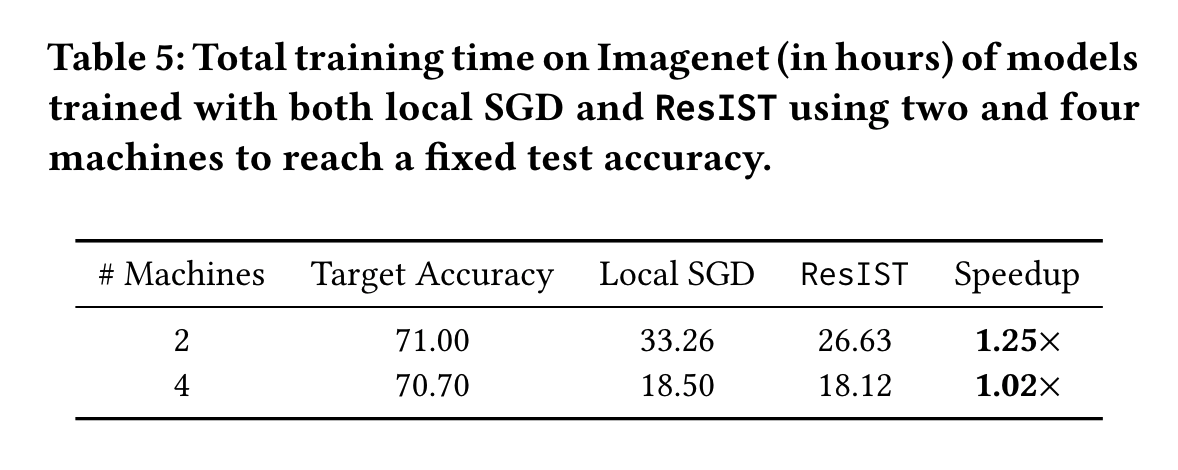 Table 5: Total training time on Imagenet (in hours) of models
trained with both local SGD and ResIST using two and four
machines to reach a fixed test accuracy.
# Machines Target Accuracy Local SGD ResIST Speedup
2 71.00 33.26 26.63 1.25×
4 70.70 18.50 18.12 1.02×